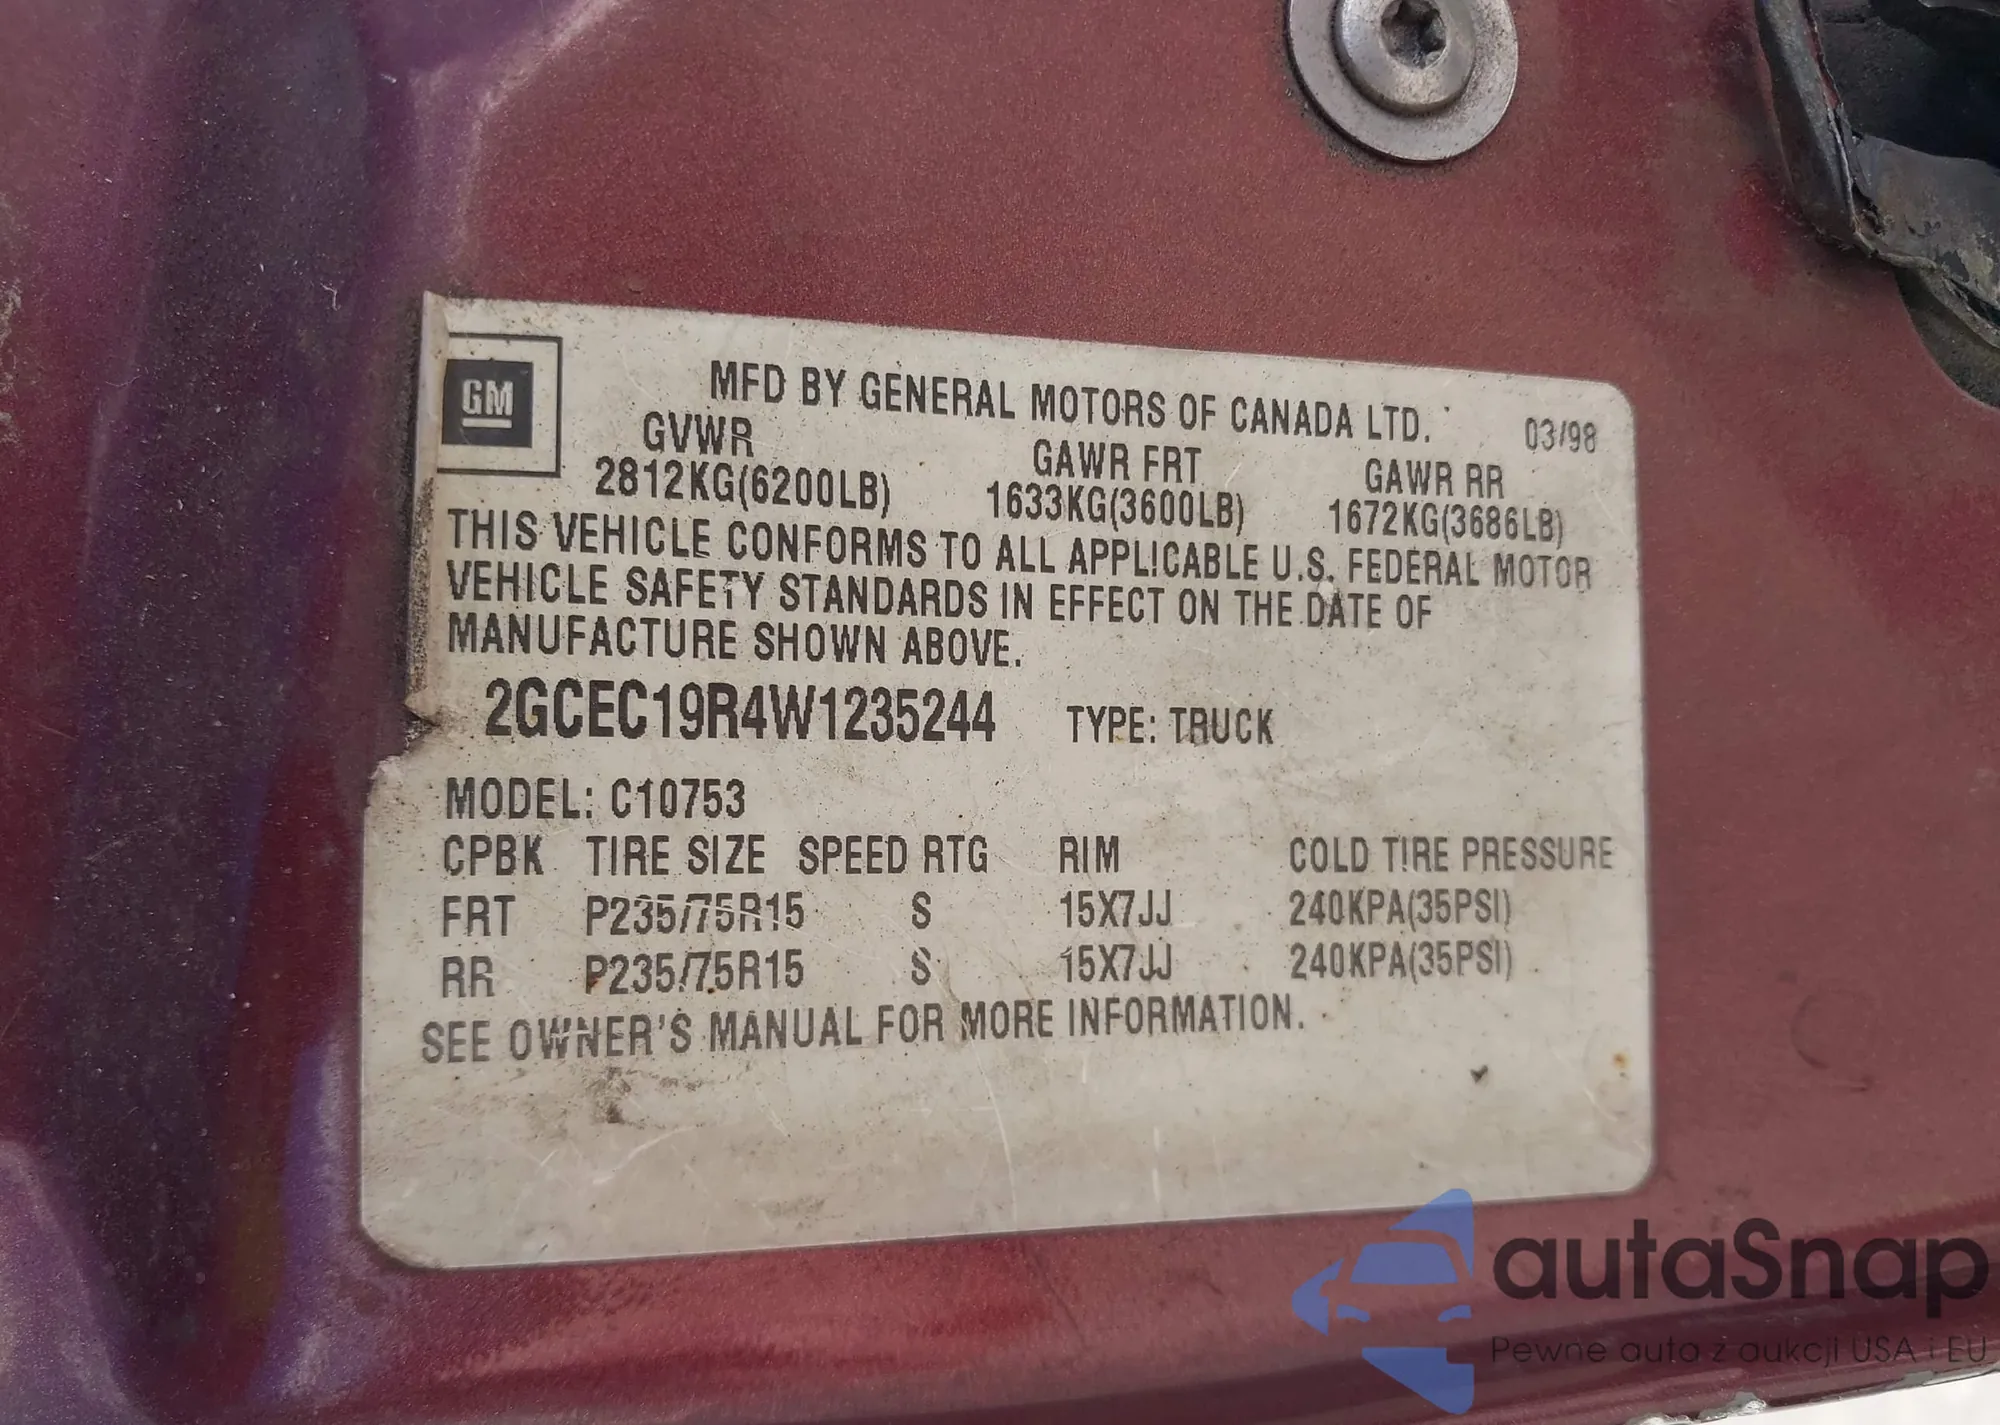 GM
MFD BY GENERAL MOTORS OF CANADA LTD.
03/98
GVWR GAWR FRT GAWR RR
2812KG(6200LB) 1633KG(3600LB) 1672KG(3686LB)
THIS VEHICLE CONFORMS TO ALL APPLICABLE U.S. FEDERAL MOTOR
VEHICLE SAFETY STANDARDS IN EFFECT ON THE DATE OF
MANUFACTURE SHOWN ABOVE.
2GCEC19R4W1235244 TYPE: TRUCK
MODEL: C10753
CPBK TIRE SIZE SPEED RTG RIM COLD TIRE PRESSURE
FRT P235/75R15 S 15X7JJ 240KPA(35PSI)
RR P235/75R15 S 15X7JJ 240KPA(35PSI)
SEE OWNER'S MANUAL FOR MORE INFORMATION.
autaSnap
Pewne auta z aukcji USA i EU